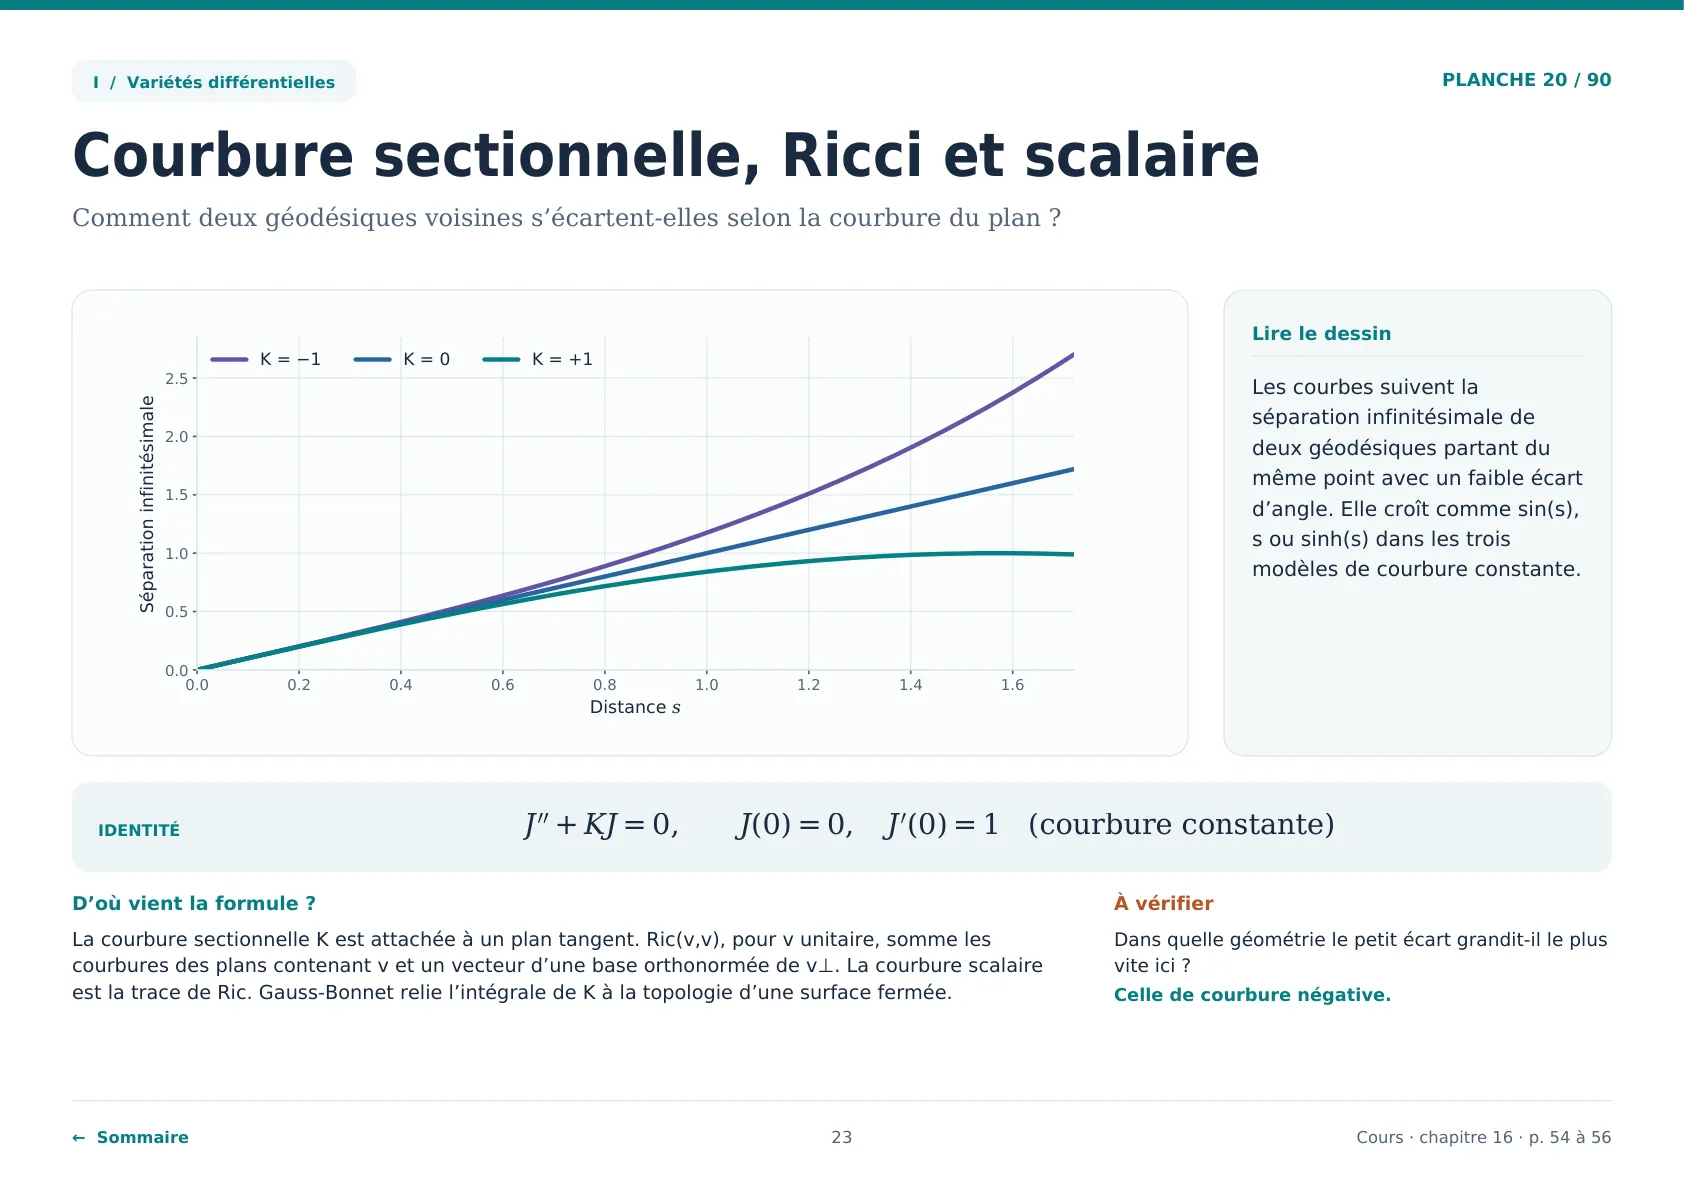 I / Variétés différentielles
PLANCHE 20 / 90
Courbure sectionnelle, Ricci et scalaire
Comment deux géodésiques voisines s’écartent-elles selon la courbure du plan ?
K = −1
K = 0
K = +1
Séparation infinitésimale
2.5
2.0
1.5
1.0
0.5
0.0
0.0 0.2 0.4 0.6 0.8 1.0 1.2 1.4 1.6
Distance s
Lire le dessin
Les courbes suivent la
séparation infinitésimale de
deux géodésiques partant du
même point avec un faible écart
d’angle. Elle croît comme sin(s),
s ou sinh(s) dans les trois
modèles de courbure constante.
IDENTITÉ
J′′ + KJ = 0, J(0) = 0, J′(0) = 1 (courbure constante)
D’où vient la formule ?
La courbure sectionnelle K est attachée à un plan tangent. Ric(v,v), pour v unitaire, somme les
courbures des plans contenant v et un vecteur d’une base orthonormée de v⊥. La courbure scalaire
est la trace de Ric. Gauss-Bonnet relie l’intégrale de K à la topologie d’une surface fermée.
À vérifier
Dans quelle géométrie le petit écart grandit-il le plus
vite ici ?
Celle de courbure négative.
← Sommaire
23
Cours · chapitre 16 · p. 54 à 56